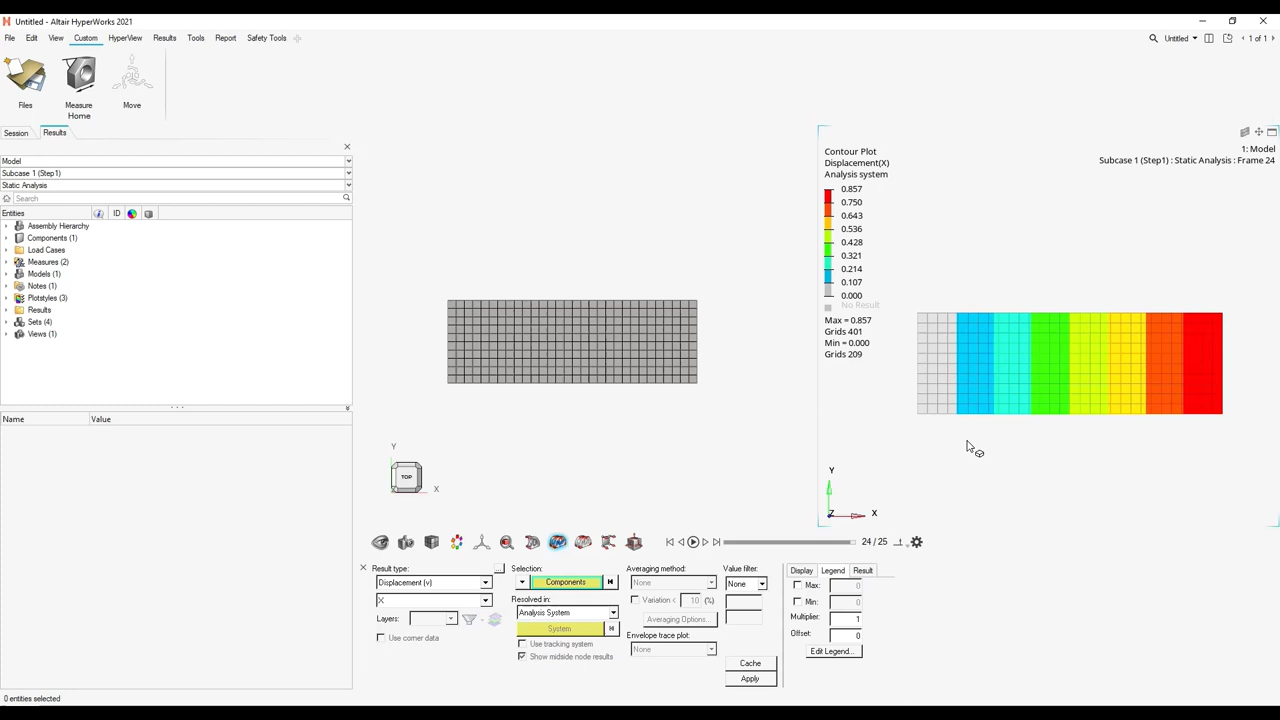 Untitled - Altair HyperWorks 2021
File Edit View Custom HyperView Results Tools Report Safety Tools
Untitled 1 of 1
Files
Measure Home
Move
Session Results
Model
Subcase 1 (Step1)
Static Analysis
Search
Entities ID
Assembly Hierarchy
Components (1)
Load Cases
Measures (2)
Models (1)
Notes (1)
Plotstyles (3)
Results
Sets (4)
Views (1)
Name Value
0 entities selected
Y
TOP
X
Contour Plot
Displacement(X)
Analysis system
0.857
0.750
0.643
0.536
0.428
0.321
0.214
0.107
0.000
No Result
Max = 0.857
Grids 401
Min = 0.000
Grids 209
1: Model
Subcase 1 (Step1) : Static Analysis : Frame 24
Y
Z
X
24 / 25
Result type:
Displacement (v)
X
Layers:
Use corner data
Selection:
Components
Resolved in:
Analysis System
System
Use tracking system
Show midside node results
Averaging method:
None
Variation < 10 (%)
Averaging Options...
Envelope trace plot:
None
Value filter:
None
Cache
Apply
Display Legend Result
Max: 0
Min: 0
Multiplier: 1
Offset: 0
Edit Legend...